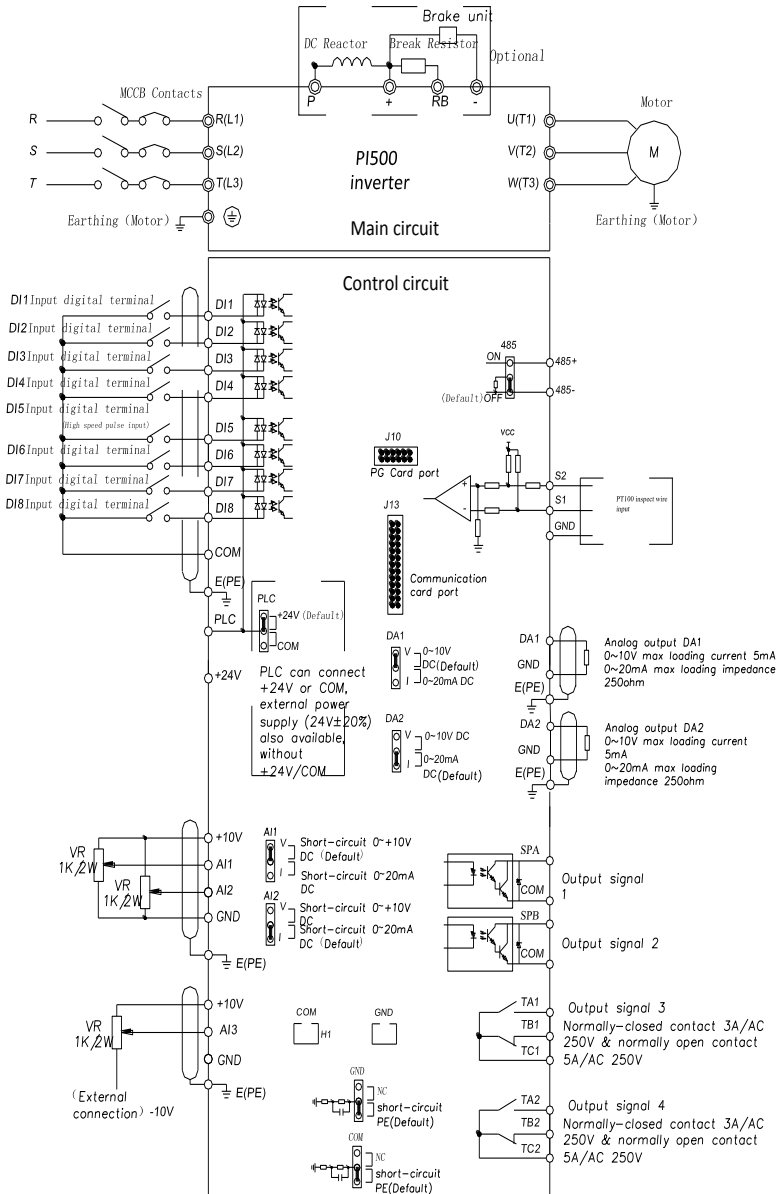 Brake unit
DC Reactor
Break Resistor
Optional
P
+
RB
-
MCCB Contacts
Motor
R
R(L1)
U(T1)
S
S(L2)
V(T2)
M
T
T(L3)
W(T3)
PI500
inverter
Earthing (Motor)
Earthing (Motor)
Main circuit
Control circuit
DI1 Input digital terminal
DI1
DI2 Input digital terminal
DI2
DI3 Input digital terminal
DI3
DI4 Input digital terminal
DI4
DI5 Input digital terminal
(High speed pulse input)
DI5
DI6 Input digital terminal
DI6
DI7 Input digital terminal
DI7
DI8 Input digital terminal
DI8
COM
E(PE)
PLC
+24V
485
ON
485+
485-
(Default)OFF
J10
PG Card port
VCC
+
-
S2
S1
GND
PT100 inspect wire
input
J13
Communication
card port
PLC
+24V (Default)
COM
PLC can connect
+24V or COM,
external power
supply (24V±20%)
also available,
without
+24V/COM
DA1
V
0~10V
DC(Default)
I
0~20mA DC
DA2
V
0~10V DC
I
0~20mA
DC(Default)
DA1
GND
E(PE)
Analog output DA1
0~10V max loading current 5mA
0~20mA max loading impedance
250ohm
DA2
GND
E(PE)
Analog output DA2
0~10V max loading current
5mA
0~20mA max loading
impedance 250ohm
+10V
AI1
AI2
GND
E(PE)
VR
1K/2W
VR
1K/2W
AI1
V
Short-circuit 0~+10V
DC (Default)
I
Short-circuit 0~20mA
DC
AI2
V
Short-circuit 0~+10V
DC
I
Short-circuit 0~20mA
DC (Default)
SPA
COM
Output signal
1
SPB
COM
Output signal 2
+10V
VR
1K/2W
AI3
GND
E(PE)
(External
connection) -10V
COM
H1
GND
TA1
TB1
TC1
Output signal 3
Normally-closed contact 3A/AC
250V & normally open contact
5A/AC 250V
GND
NC
short-circuit
PE(Default)
TA2
TB2
TC2
Output signal 4
Normally-closed contact 3A/AC
250V & normally open contact
5A/AC 250V
COM
NC
short-circuit
PE(Default)